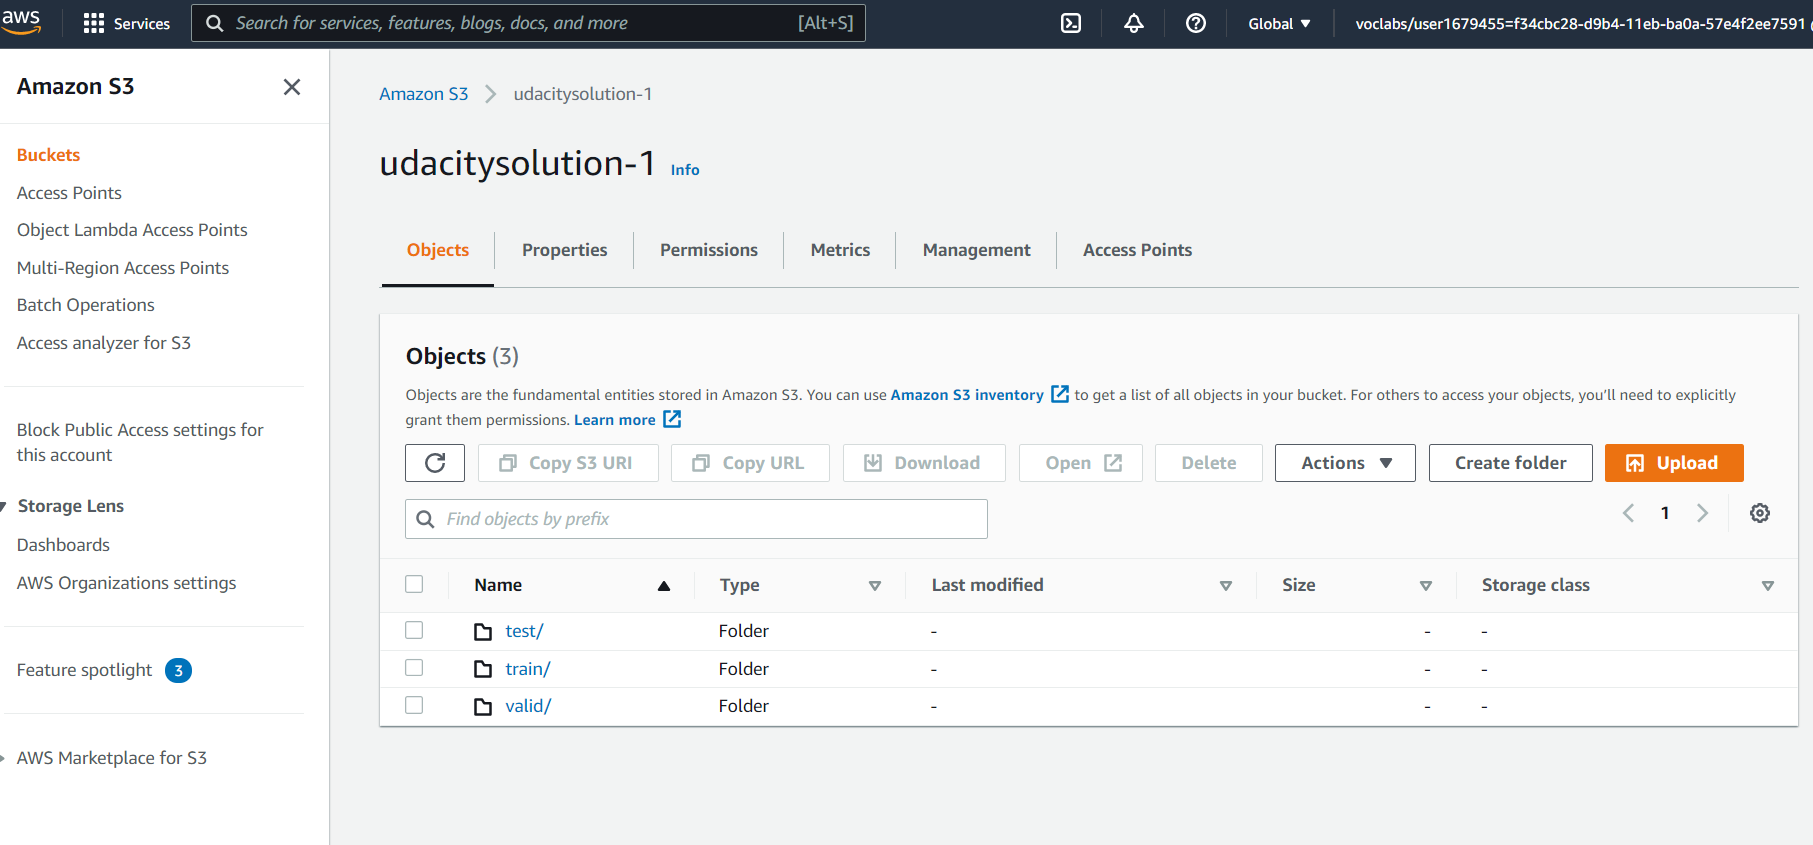 aws
Services
Search for services, features, blogs, docs, and more [Alt+S]
Global
voclabs/user1679455=f34cbc28-d9b4-11eb-ba0a-57e4f2ee7591
Amazon S3
Buckets
Access Points
Object Lambda Access Points
Multi-Region Access Points
Batch Operations
Access analyzer for S3
Block Public Access settings for
this account
Storage Lens
Dashboards
AWS Organizations settings
Feature spotlight 3
AWS Marketplace for S3
Amazon S3 udacitysolution-1
udacitysolution-1 Info
Objects Properties Permissions Metrics Management Access Points
Objects (3)
Objects are the fundamental entities stored in Amazon S3. You can use Amazon S3 inventory to get a list of all objects in your bucket. For others to access your objects, you'll need to explicitly
grant them permissions. Learn more
Copy S3 URI Copy URL Download Open Delete Actions Create folder Upload
Find objects by prefix
1
Name Type Last modified Size Storage class
test/ Folder - - -
train/ Folder - - -
valid/ Folder - - -